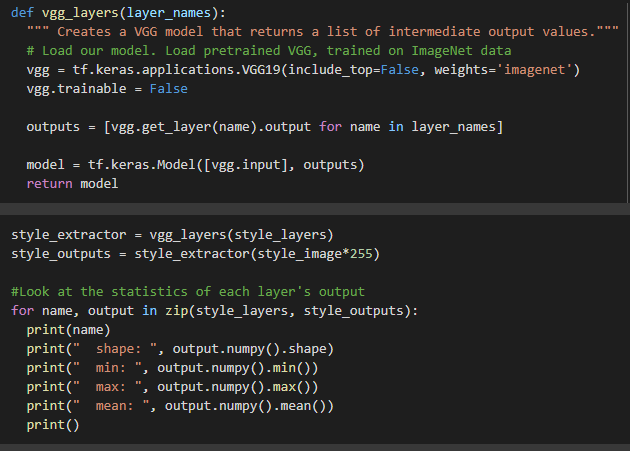 def vgg_layers(layer_names):
  """ Creates a VGG model that returns a list of intermediate output values."""
  # Load our model. Load pretrained VGG, trained on ImageNet data
  vgg = tf.keras.applications.VGG19(include_top=False, weights='imagenet')
  vgg.trainable = False

  outputs = [vgg.get_layer(name).output for name in layer_names]

  model = tf.keras.Model([vgg.input], outputs)
  return model

style_extractor = vgg_layers(style_layers)
style_outputs = style_extractor(style_image*255)

#Look at the statistics of each layer's output
for name, output in zip(style_layers, style_outputs):
  print(name)
  print("  shape: ", output.numpy().shape)
  print("  min: ", output.numpy().min())
  print("  max: ", output.numpy().max())
  print("  mean: ", output.numpy().mean())
  print()